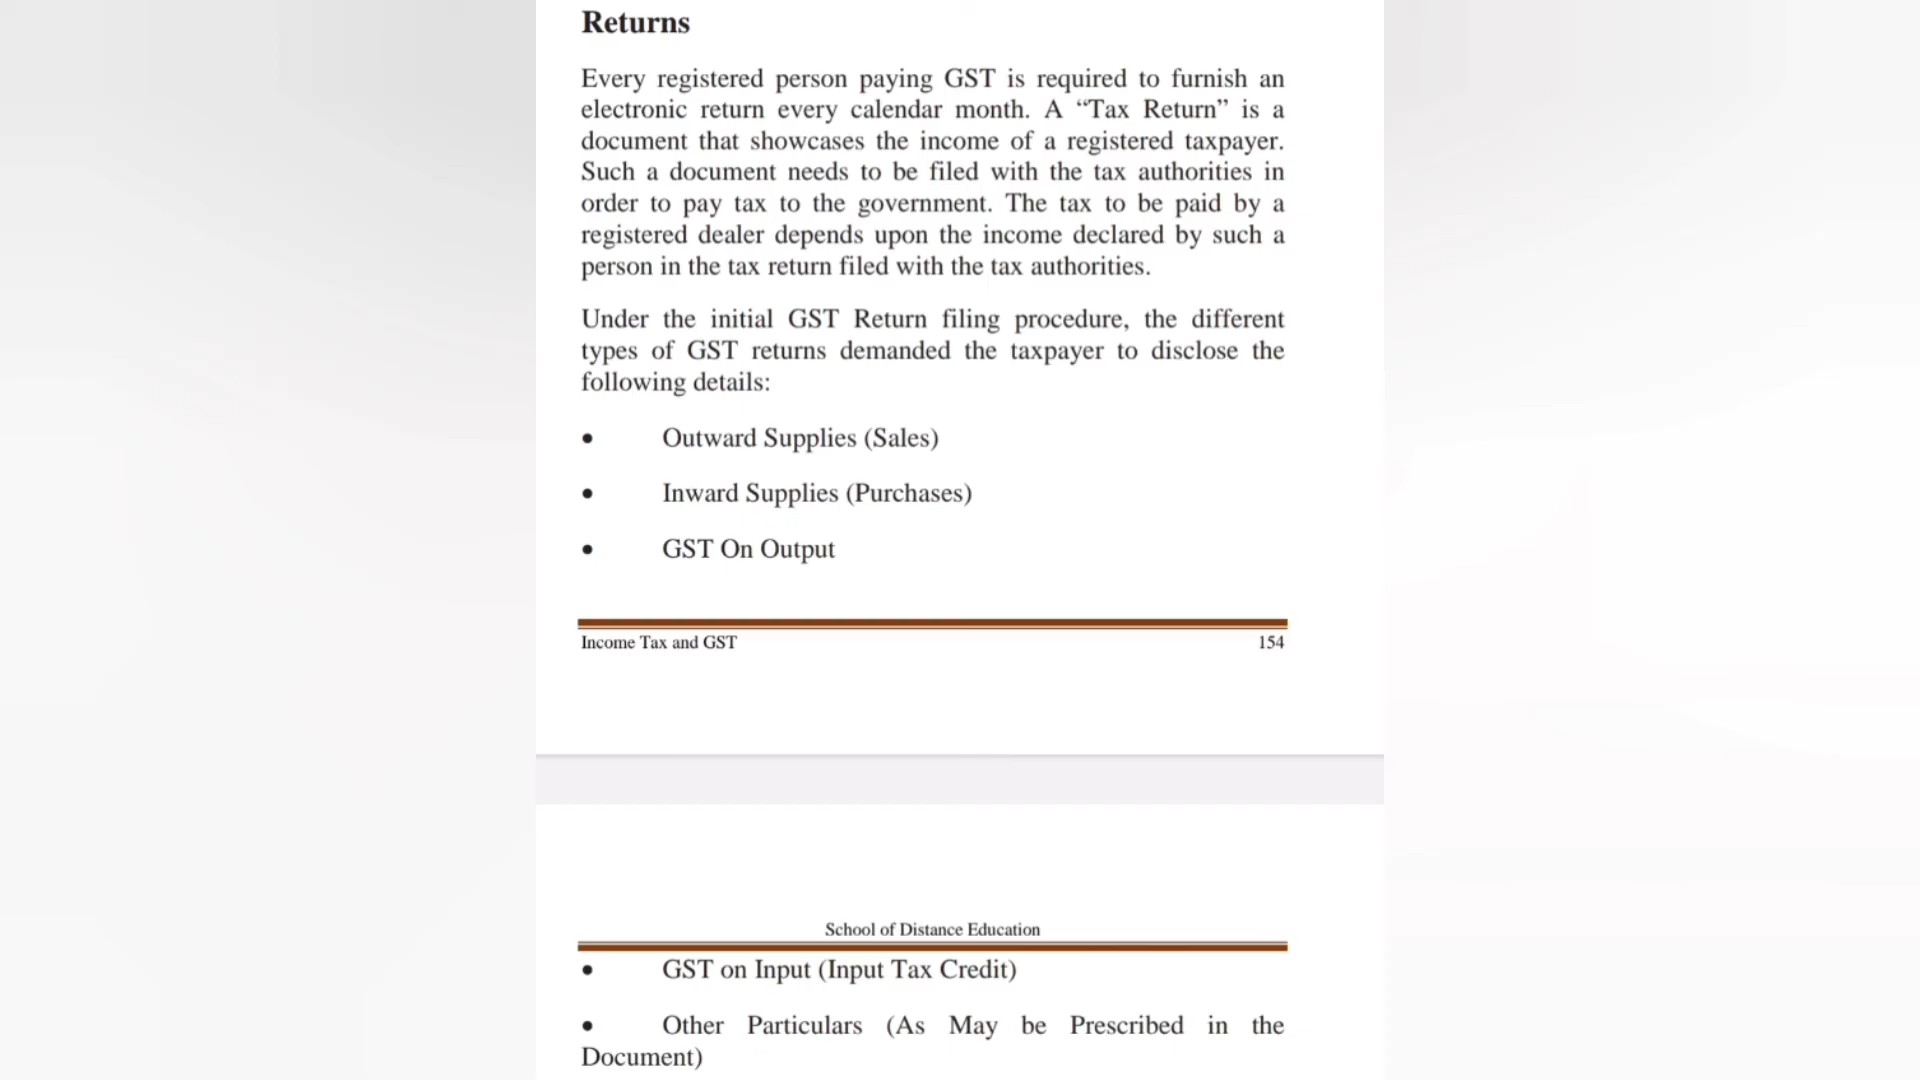 Returns
Every registered person paying GST is required to furnish an
electronic return every calendar month. A “Tax Return” is a
document that showcases the income of a registered taxpayer.
Such a document needs to be filed with the tax authorities in
order to pay tax to the government. The tax to be paid by a
registered dealer depends upon the income declared by such a
person in the tax return filed with the tax authorities.
Under the initial GST Return filing procedure, the different
types of GST returns demanded the taxpayer to disclose the
following details:
• Outward Supplies (Sales)
• Inward Supplies (Purchases)
• GST On Output
Income Tax and GST 154
School of Distance Education
• GST on Input (Input Tax Credit)
• Other Particulars (As May be Prescribed in the
Document)